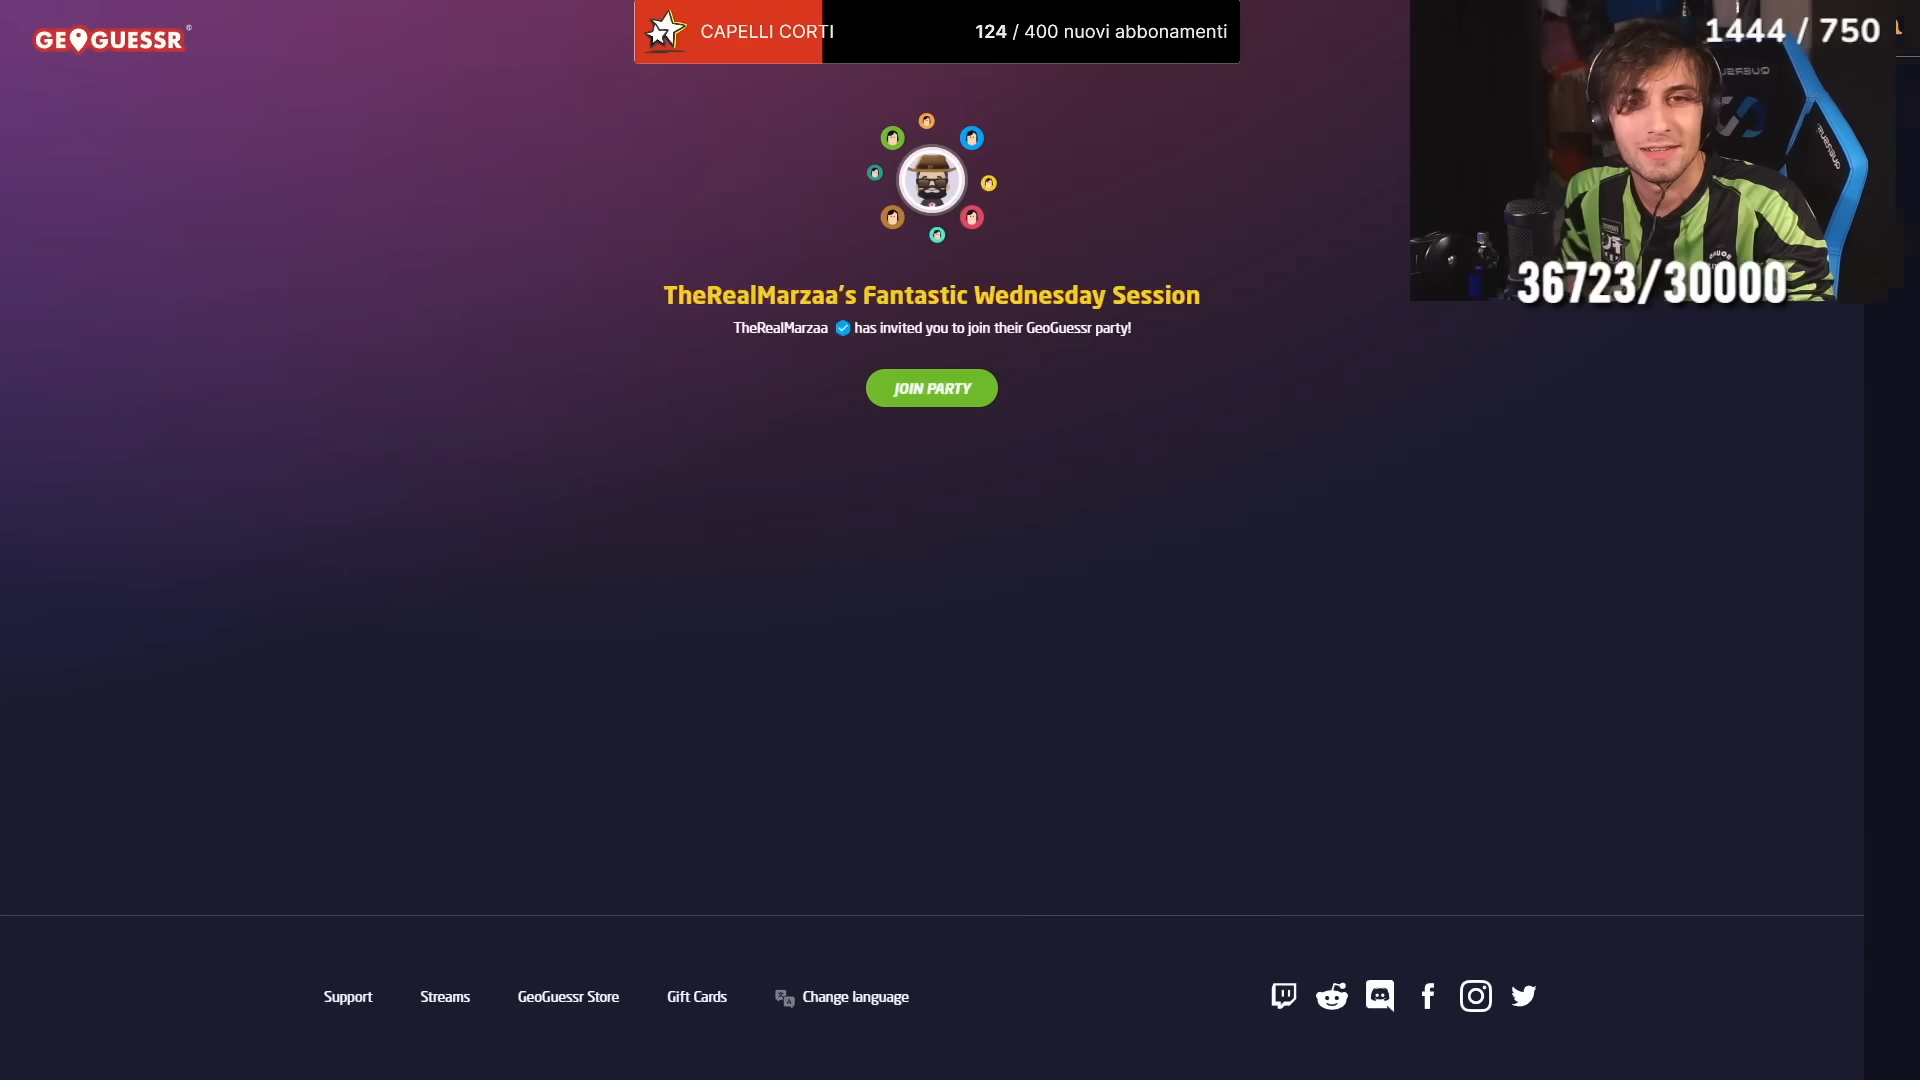 GEOGUESSR
CAPELLI CORTI
124 / 400 nuovi abbonamenti
1444 / 750
36723/30000
TheRealMarzaa's Fantastic Wednesday Session
TheRealMarzaa has invited you to join their GeoGuessr party!
JOIN PARTY
Support
Streams
GeoGuessr Store
Gift Cards
Change language